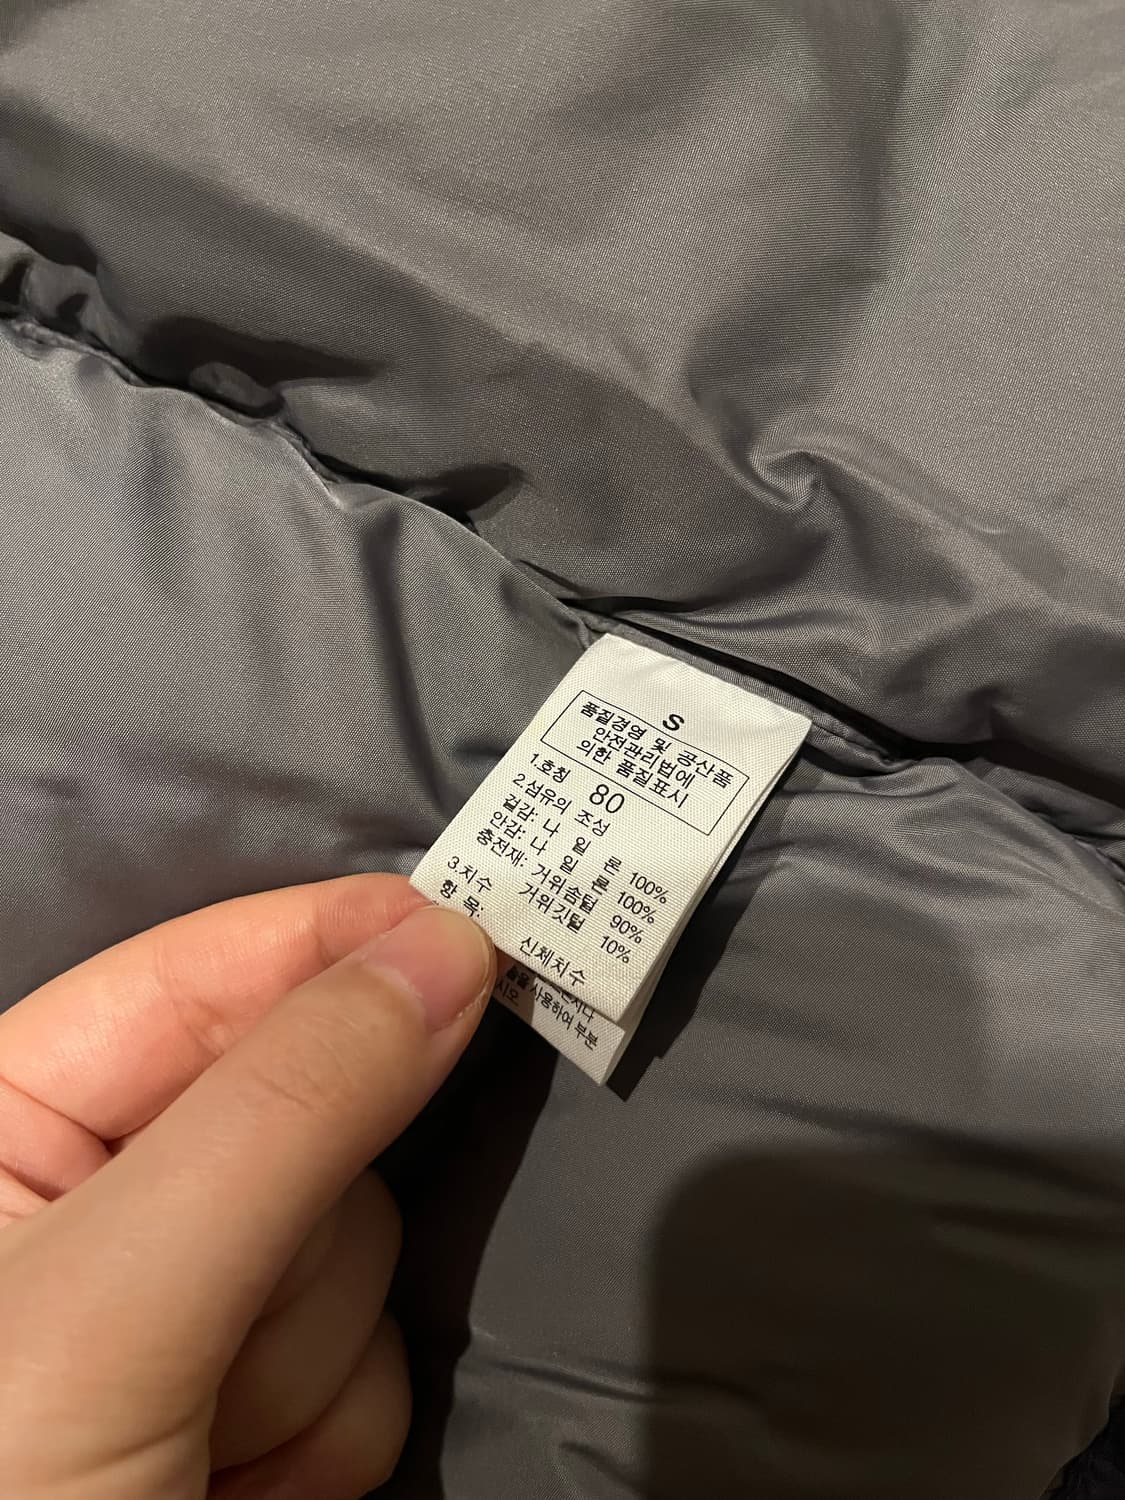 S
품질경영 및 공산품
안전관리법에
의한 품질표시
1.호칭 80
2.섬유의 조성
겉감: 나 일 론 100%
안감: 나 일 론 100%
충전재: 거위솜털 90%
거위깃털 10%
3.치수
항 목: 신체치수
사용하여 부분
시오